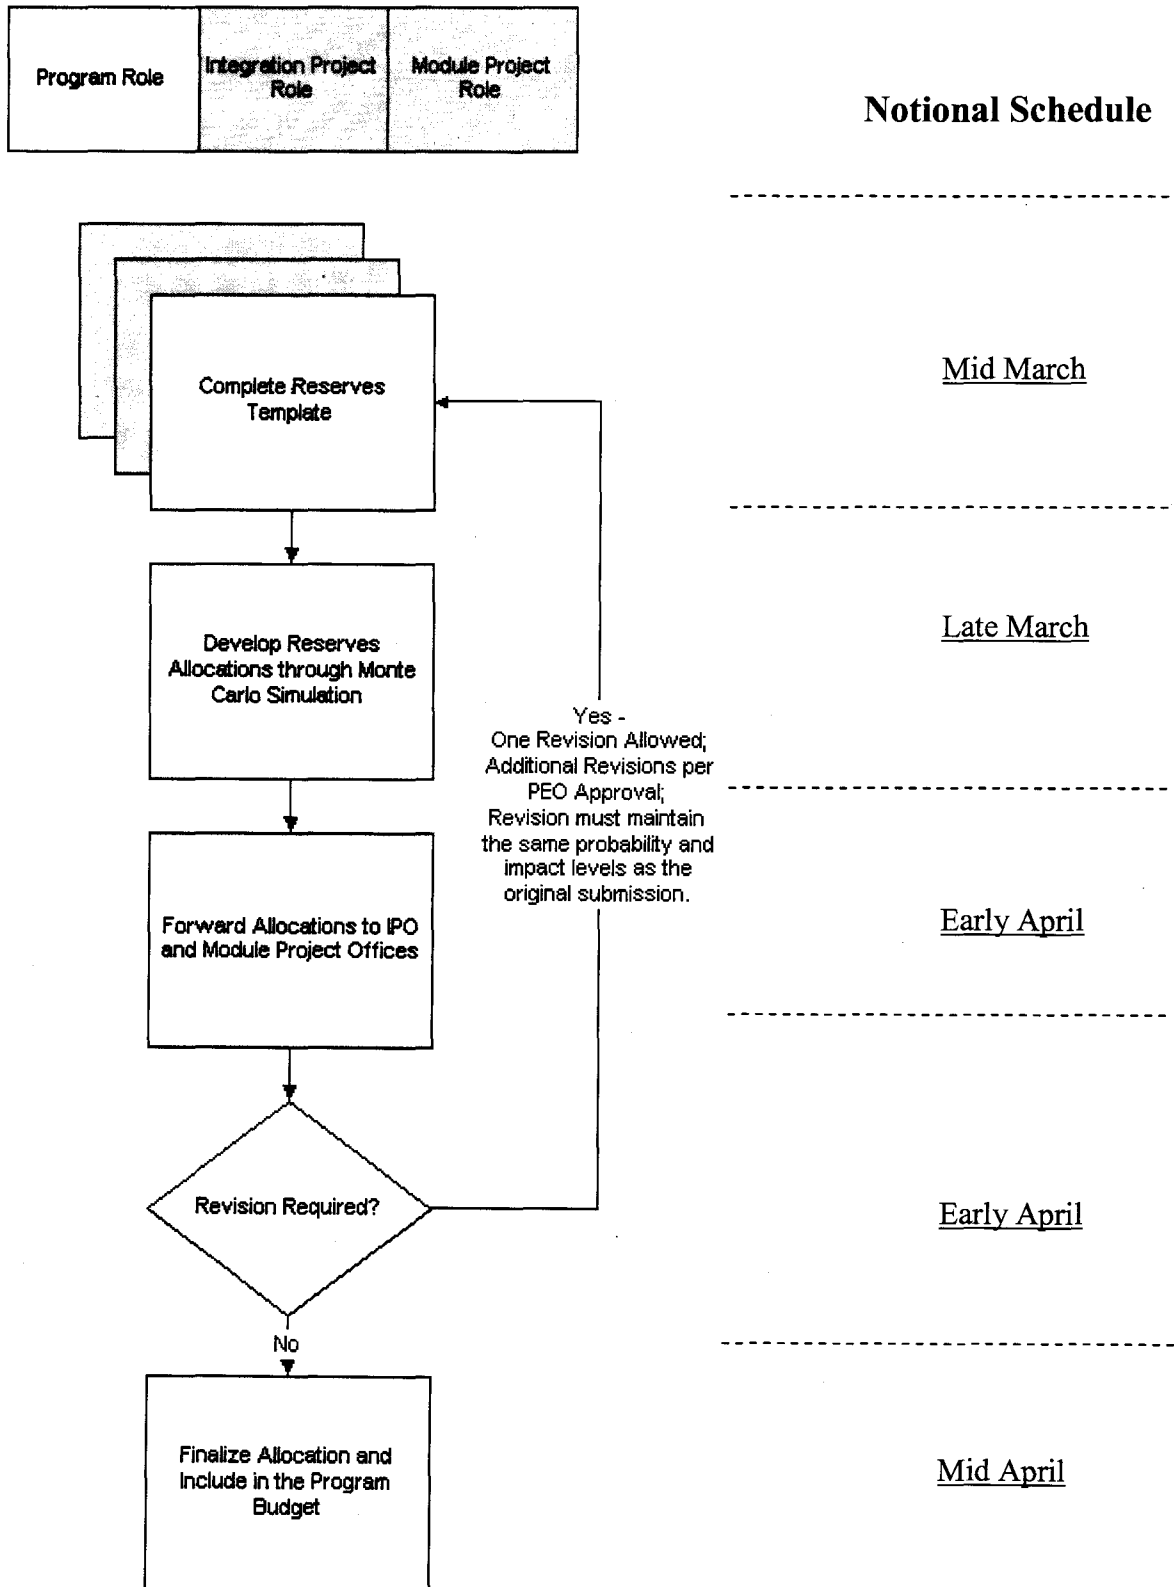 Program Role
Integration Project
Role
Module Project
Role
Notional Schedule
Complete Reserves
Template
Mid March
Develop Reserves
Allocations through Monte
Carlo Simulation
Late March
Yes -
One Revision Allowed;
Additional Revisions per
PEO Approval;
Revision must maintain
the same probability and
impact levels as the
original submission.
Forward Allocations to IPO
and Module Project Offices
Early April
Revision Required?
Early April
No
Finalize Allocation and
Include in the Program
Budget
Mid April